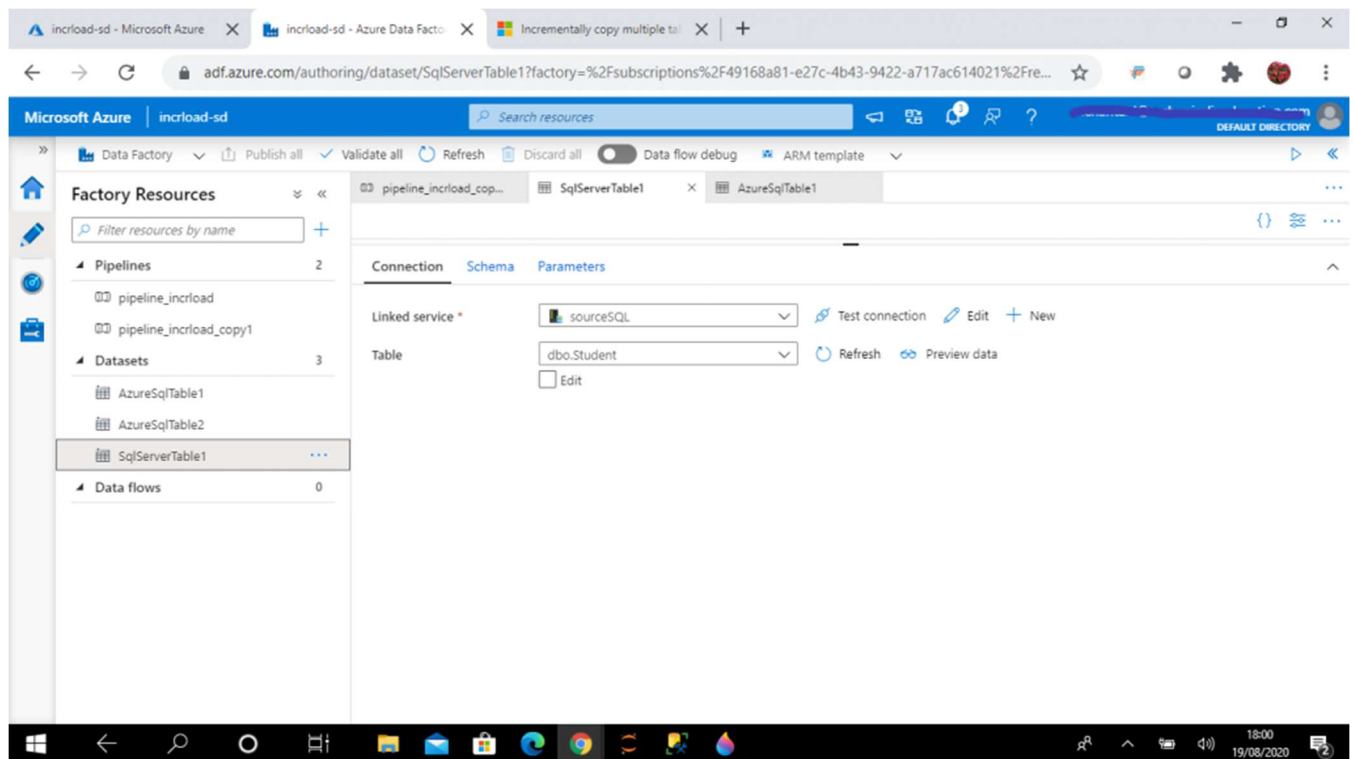 incrload-sd - Microsoft Azure
incrload-sd - Azure Data Facto
Incrementally copy multiple ta
adf.azure.com/authoring/dataset/SqlServerTable1?factory=%2Fsubscriptions%2F49168a81-e27c-4b43-9422-a717ac614021%2Fre...
Microsoft Azure incrload-sd
Search resources
3
?
DEFAULT DIRECTORY
» Data Factory Publish all Validate all Refresh Discard all Data flow debug ARM template «
Factory Resources «
pipeline_incrload_cop... SqlServerTable1 AzureSqlTable1 ...
Filter resources by name +
{} ...
Pipelines 2
Connection Schema Parameters
pipeline_incrload
Linked service * sourceSQL Test connection Edit + New
pipeline_incrload_copy1
Table dbo.Student Refresh Preview data
Datasets 3
Edit
AzureSqlTable1
AzureSqlTable2
SqlServerTable1 ...
Data flows 0
18:00
19/08/2020
2